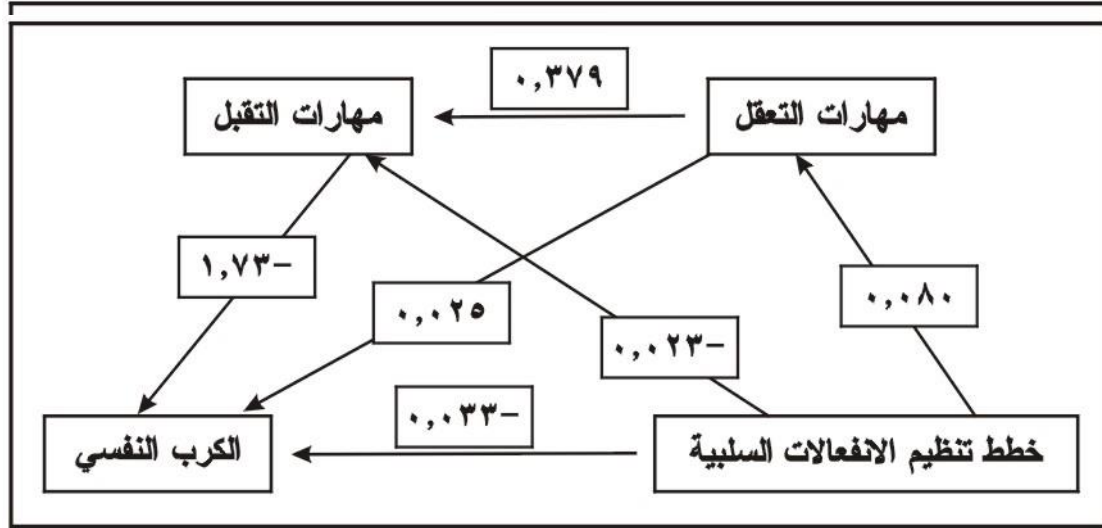 ٠,٣٧٩
مهارات التعقل
مهارات التقبل
١,٧٣–
٠,٠٢٥
٠,٠٢٣–
٠,٠٨٠
٠,٠٣٣–
خطط تنظيم الانفعالات السلبية
الكرب النفسي